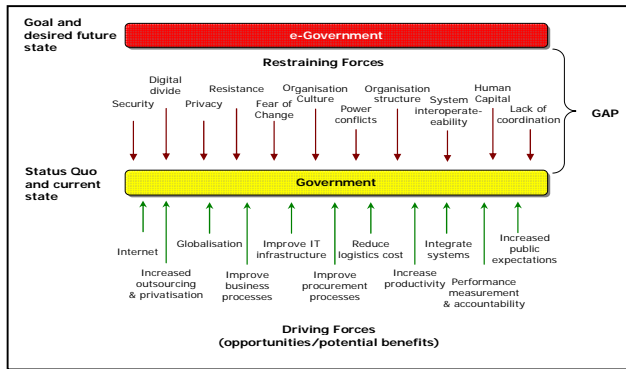 Goal and
desired future
state
e-Government
Restraining Forces
Security
Digital
divide
Privacy
Resistance
Fear of
Change
Organisation
Culture
Power
conflicts
Organisation
structure
System
interoperate-
eability
Human
Capital
Lack of
coordination
GAP
Status Quo
and current
state
Government
Internet
Increased
outsourcing
& privatisation
Globalisation
Improve
business
processes
Improve IT
infrastructure
Improve
procurement
processes
Reduce
logistics cost
Increase
productivity
Integrate
systems
Performance
measurement
& accountability
Increased
public
expectations
Driving Forces
(opportunities/potential benefits)